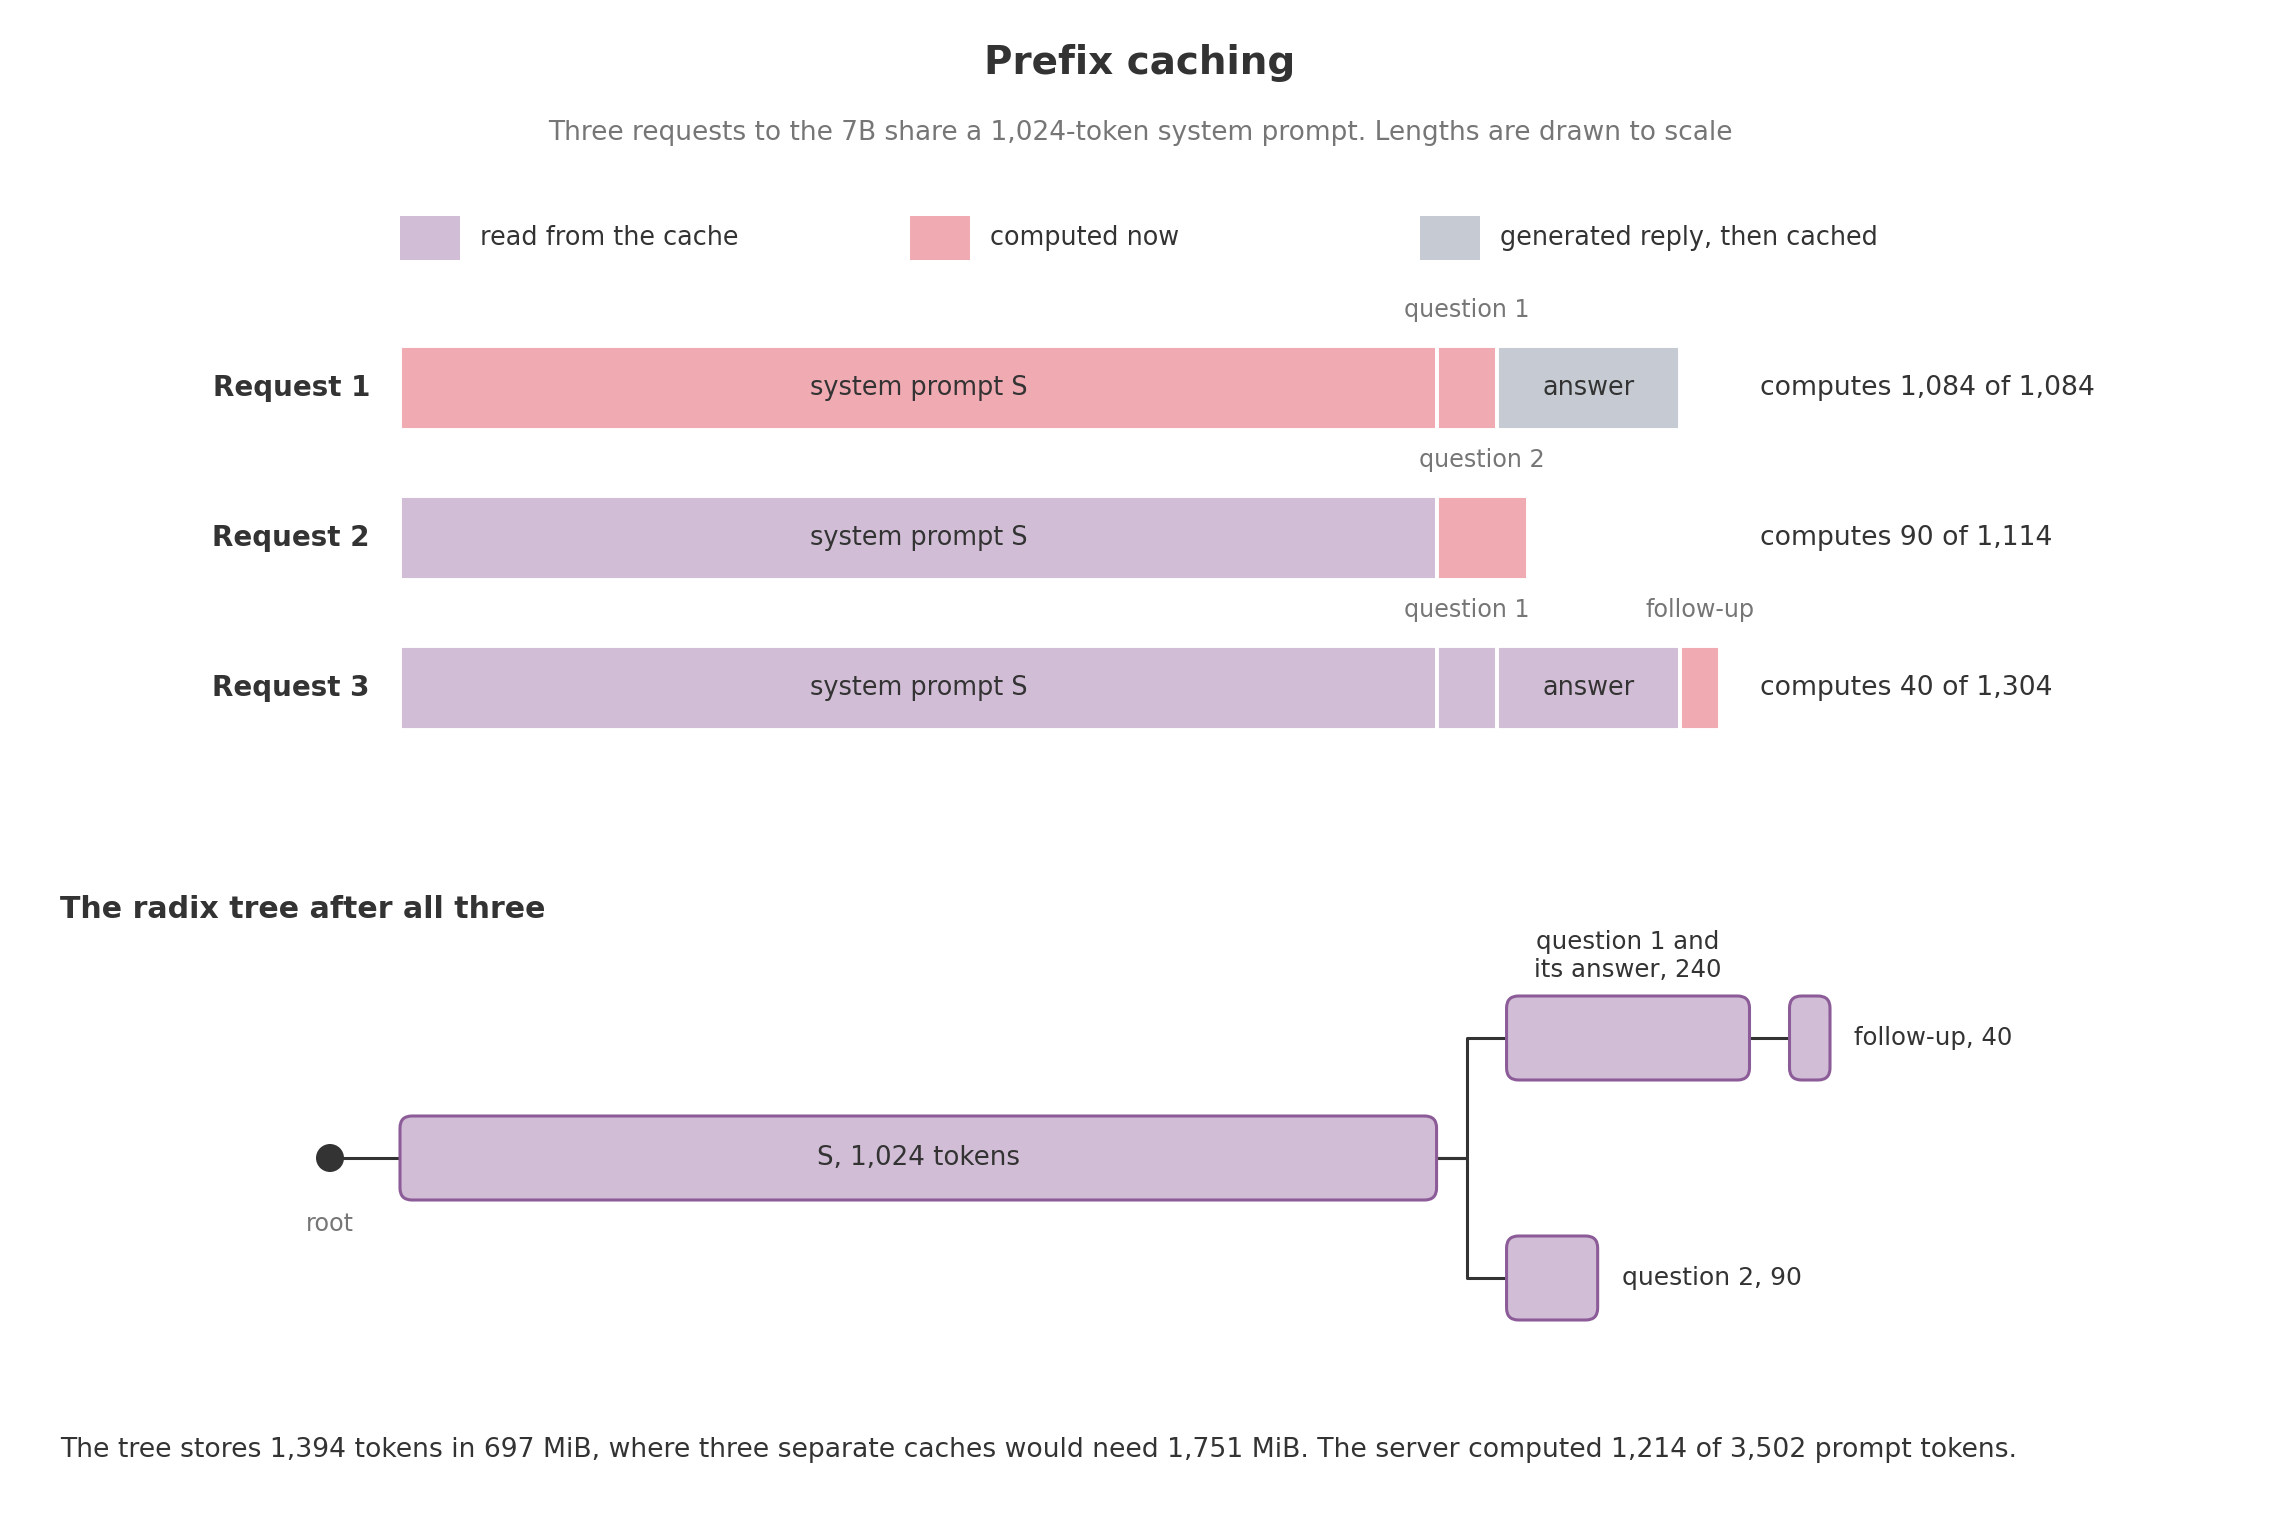 Prefix caching
Three requests to the 7B share a 1,024-token system prompt. Lengths are drawn to scale
read from the cache
computed now
generated reply, then cached
question 1
Request 1
system prompt S
answer
computes 1,084 of 1,084
question 2
Request 2
system prompt S
computes 90 of 1,114
question 1
follow-up
Request 3
system prompt S
answer
computes 40 of 1,304
The radix tree after all three
question 1 and
its answer, 240
follow-up, 40
S, 1,024 tokens
root
question 2, 90
The tree stores 1,394 tokens in 697 MiB, where three separate caches would need 1,751 MiB. The server computed 1,214 of 3,502 prompt tokens.